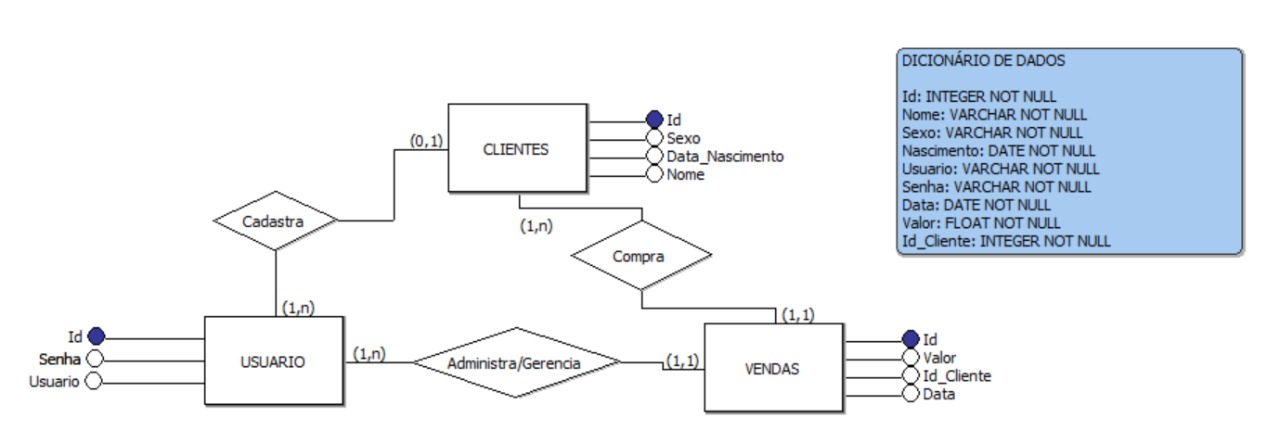 DICIONÁRIO DE DADOS
Id: INTEGER NOT NULL
Nome: VARCHAR NOT NULL
Sexo: VARCHAR NOT NULL
Nascimento: DATE NOT NULL
Usuario: VARCHAR NOT NULL
Senha: VARCHAR NOT NULL
Data: DATE NOT NULL
Valor: FLOAT NOT NULL
Id_Cliente: INTEGER NOT NULL
(0,1)
CLIENTES
Id
Sexo
Data_Nascimento
Nome
Cadastra
(1,n)
Compra
(1,n)
(1,1)
Id
Senha
Usuario
USUARIO
(1,n)
Administra/Gerencia
(1,1)
VENDAS
Id
Valor
Id_Cliente
Data